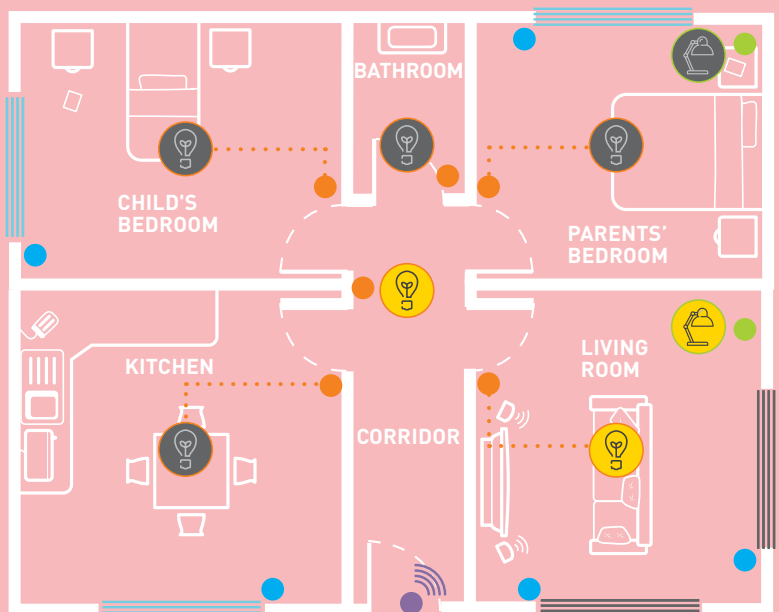 BATHROOM
CHILD'S
BEDROOM
PARENTS'
BEDROOM
KITCHEN
LIVING
ROOM
CORRIDOR